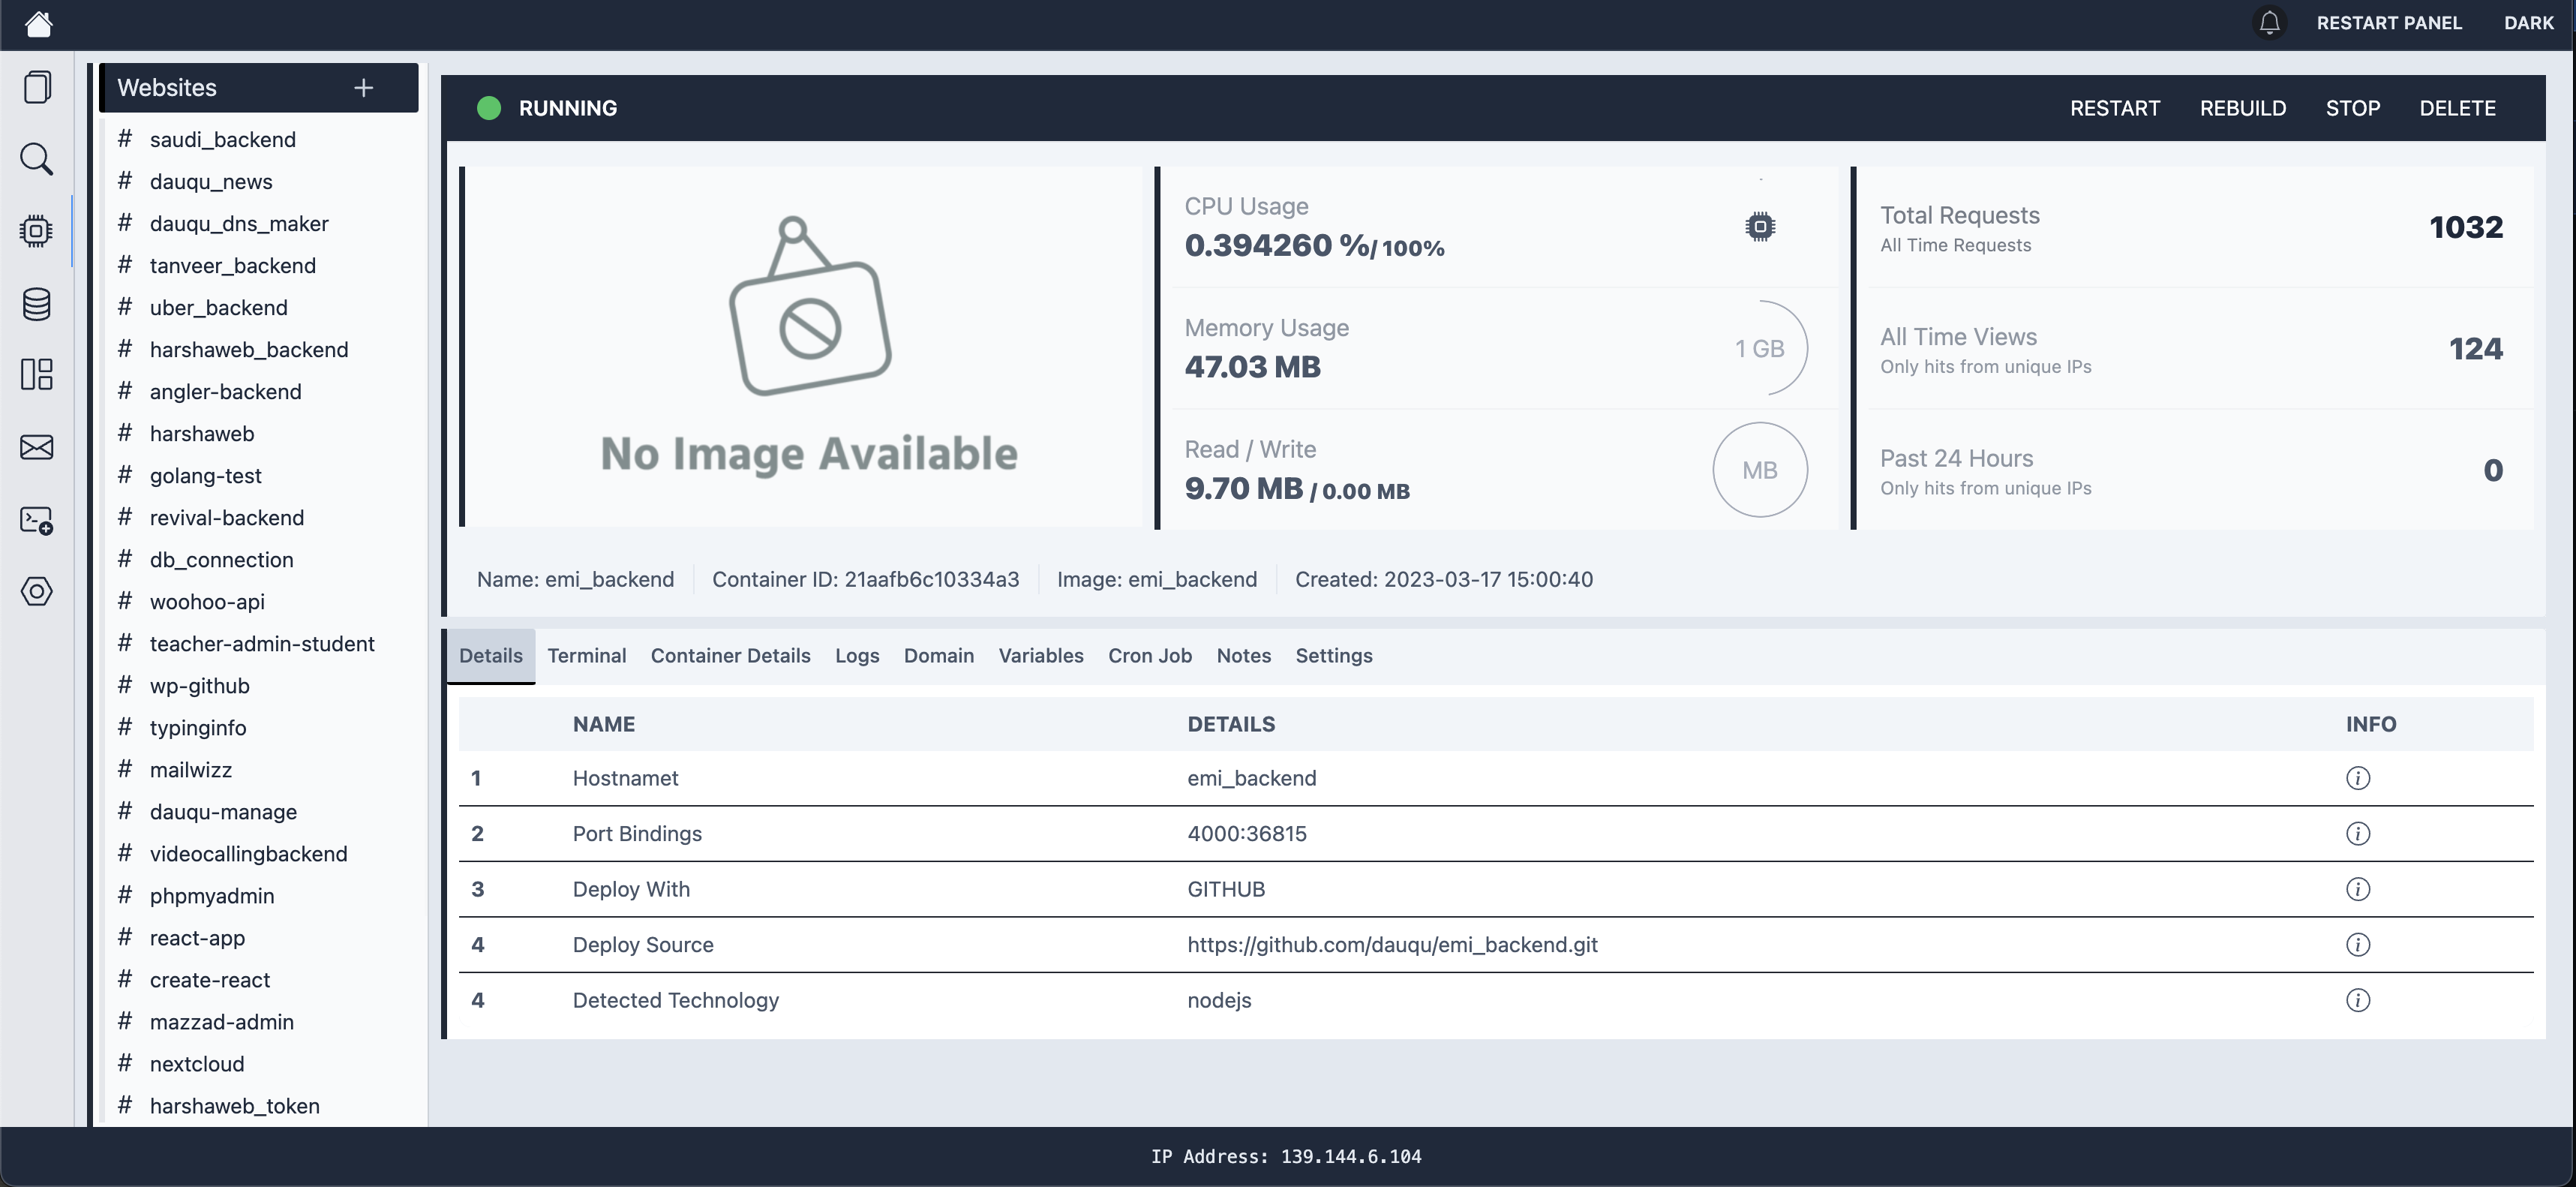 RESTART PANEL DARK
Websites +
# saudi_backend
# dauqu_news
# dauqu_dns_maker
# tanveer_backend
# uber_backend
# harshaweb_backend
# angler-backend
# harshaweb
# golang-test
# revival-backend
# db_connection
# woohoo-api
# teacher-admin-student
# wp-github
# typinginfo
# mailwizz
# dauqu-manage
# videocallingbackend
# phpmyadmin
# react-app
# create-react
# mazzad-admin
# nextcloud
# harshaweb_token
RUNNING RESTART REBUILD STOP DELETE
No Image Available
CPU Usage
0.394260 %/ 100%
Memory Usage
47.03 MB
1 GB
Read / Write
9.70 MB / 0.00 MB
MB
Total Requests
All Time Requests
1032
All Time Views
Only hits from unique IPs
124
Past 24 Hours
Only hits from unique IPs
0
Name: emi_backend Container ID: 21aafb6c10334a3 Image: emi_backend Created: 2023-03-17 15:00:40
Details Terminal Container Details Logs Domain Variables Cron Job Notes Settings
NAME DETAILS INFO
1 Hostnamet emi_backend
2 Port Bindings 4000:36815
3 Deploy With GITHUB
4 Deploy Source https://github.com/dauqu/emi_backend.git
4 Detected Technology nodejs
IP Address: 139.144.6.104